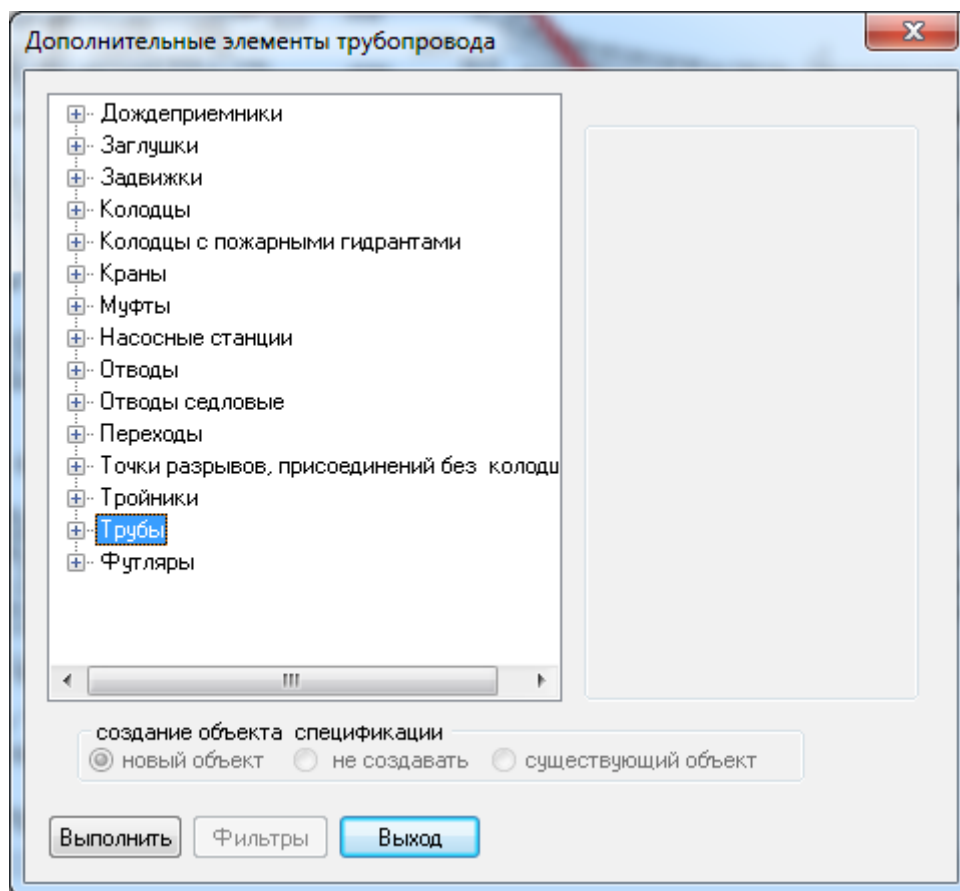 Дополнительные элементы трубопровода
Дождеприемники
Заглушки
Задвижки
Колодцы
Колодцы с пожарными гидрантами
Краны
Муфты
Насосные станции
Отводы
Отводы седловые
Переходы
Точки разрывов, присоединений без колодц
Тройники
Трубы
Футляры
создание объекта спецификации
новый объект не создавать существующий объект
Выполнить Фильтры Выход